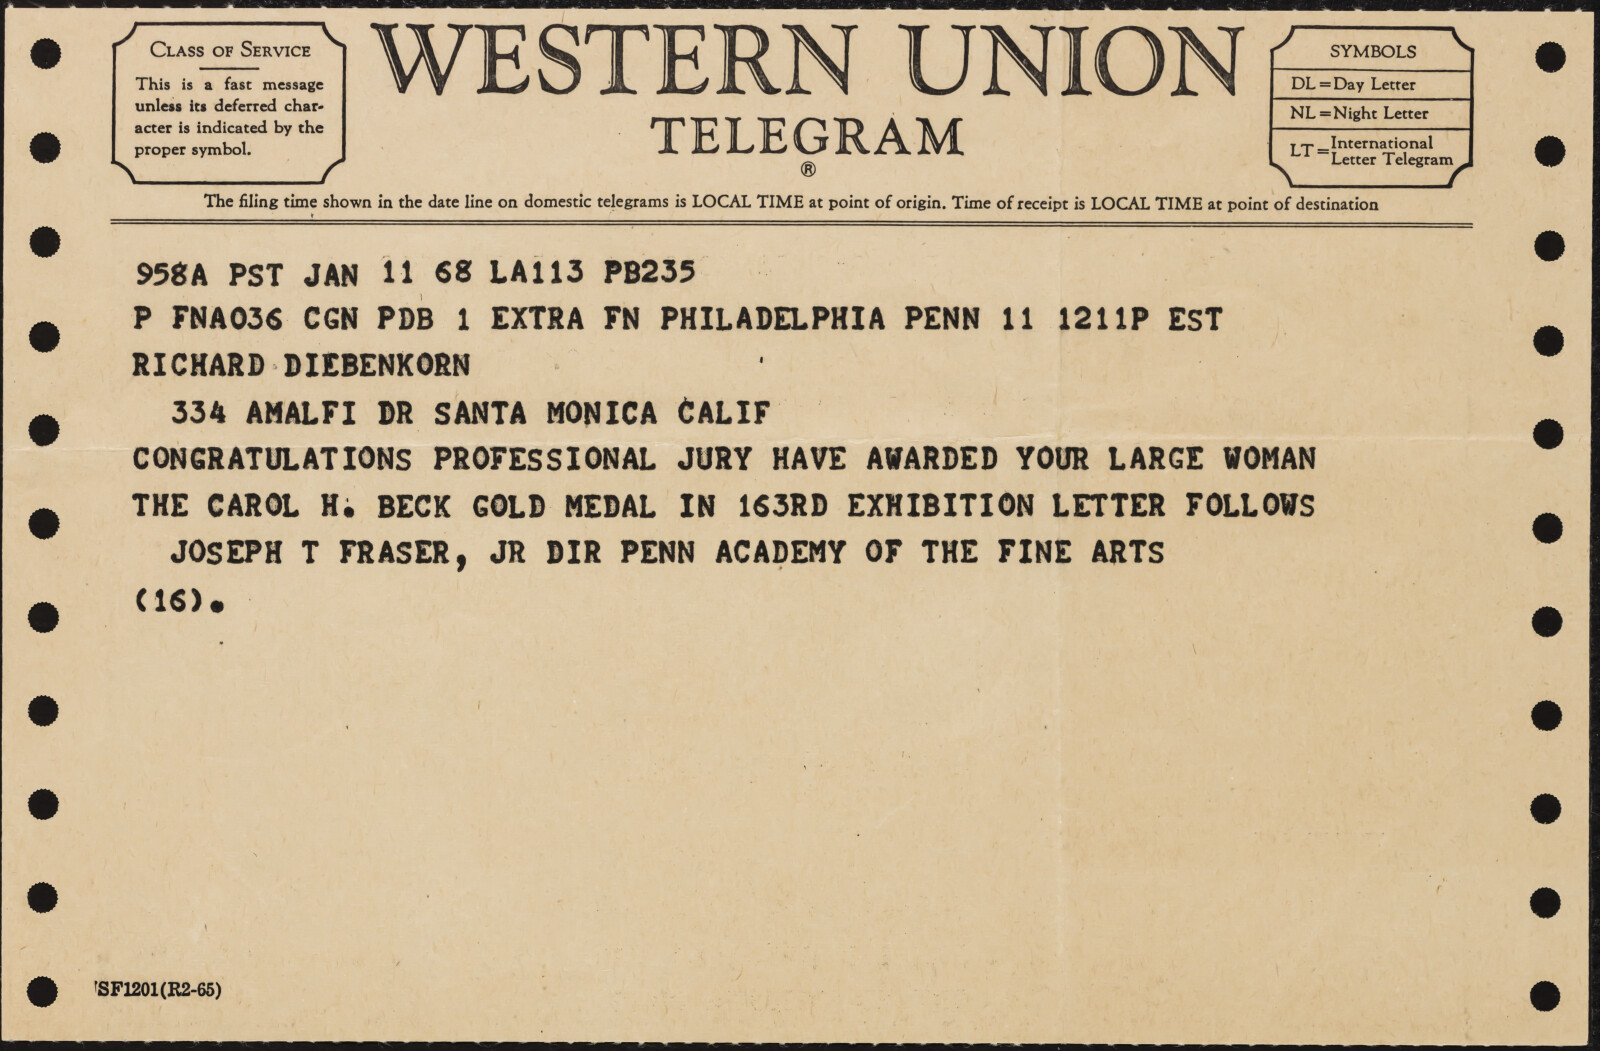 CLASS OF SERVICE
This is a fast message
unless its deferred char-
acter is indicated by the
proper symbol.
WESTERN UNION
TELEGRAM
®
SYMBOLS
DL=Day Letter
NL=Night Letter
LT=International
Letter Telegram
The filing time shown in the date line on domestic telegrams is LOCAL TIME at point of origin. Time of receipt is LOCAL TIME at point of destination
958A PST JAN 11 68 LA113 PB235
P FNA036 CGN PDB 1 EXTRA FN PHILADELPHIA PENN 11 1211P EST
RICHARD DIEBENKORN
334 AMALFI DR SANTA MONICA CALIF
CONGRATULATIONS PROFESSIONAL JURY HAVE AWARDED YOUR LARGE WOMAN
THE CAROL H. BECK GOLD MEDAL IN 163RD EXHIBITION LETTER FOLLOWS
JOSEPH T FRASER, JR DIR PENN ACADEMY OF THE FINE ARTS
(16).
SF1201(R2-65)